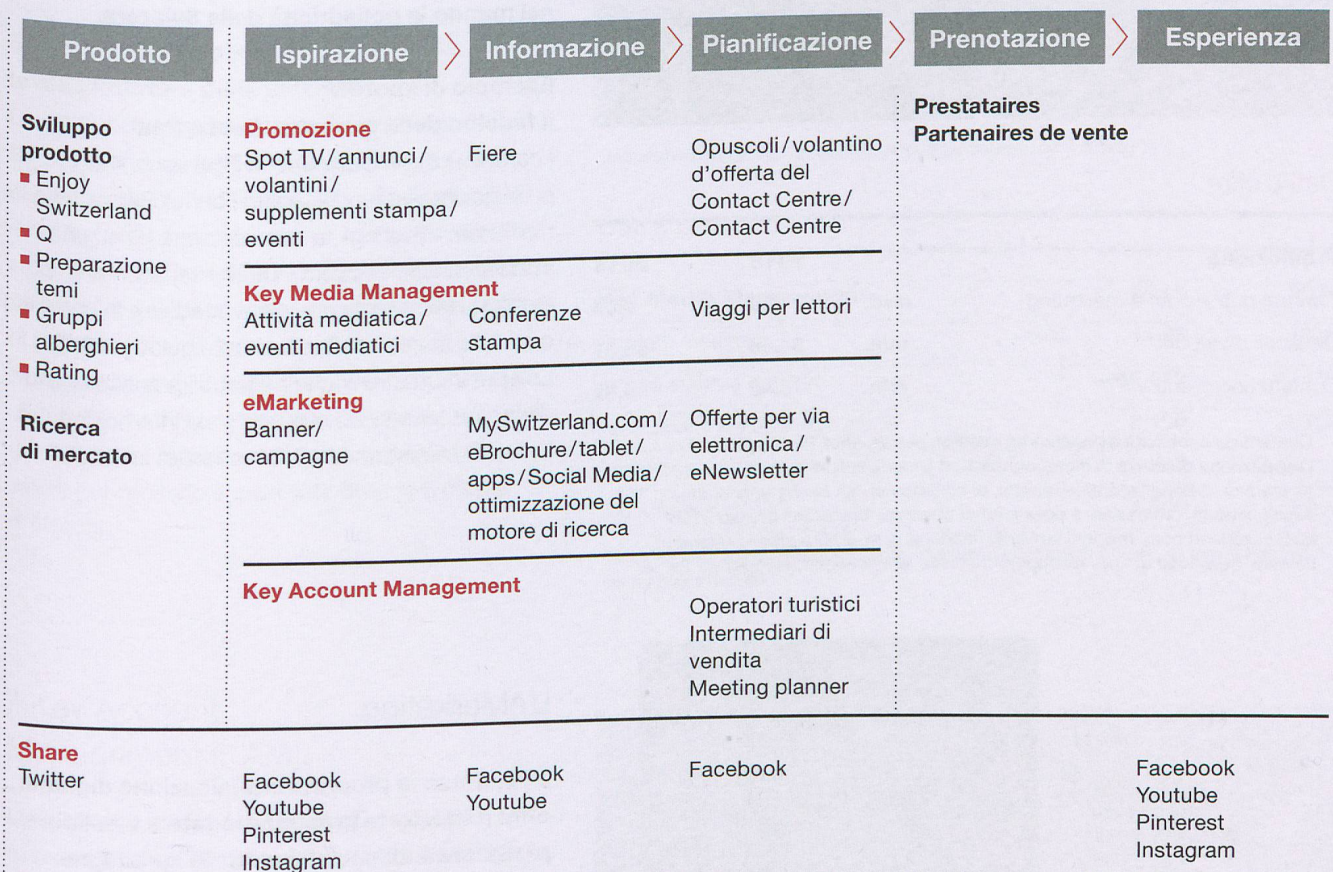 Prodotto
Ispirazione
Informazione
Pianificazione
Prenotazione
Esperienza
Sviluppo
prodotto
Enjoy
Switzerland
Q
Preparazione
temi
Gruppi
alberghieri
Rating
Ricerca
di mercato
Promozione
Spot TV/annunci/
volantini/
supplementi stampa/
eventi
Fiere
Opuscoli/volantino
d'offerta del
Contact Centre/
Contact Centre
Prestataires
Partenaires de vente
Key Media Management
Attività mediatica/
eventi mediatici
Conferenze
stampa
Viaggi per lettori
eMarketing
Banner/
campagne
MySwitzerland.com/
eBrochure/tablet/
apps/Social Media/
ottimizzazione del
motore di ricerca
Offerte per via
elettronica/
eNewsletter
Key Account Management
Operatori turistici
Intermediari di
vendita
Meeting planner
Share
Twitter
Facebook
Youtube
Pinterest
Instagram
Facebook
Youtube
Facebook
Facebook
Youtube
Pinterest
Instagram